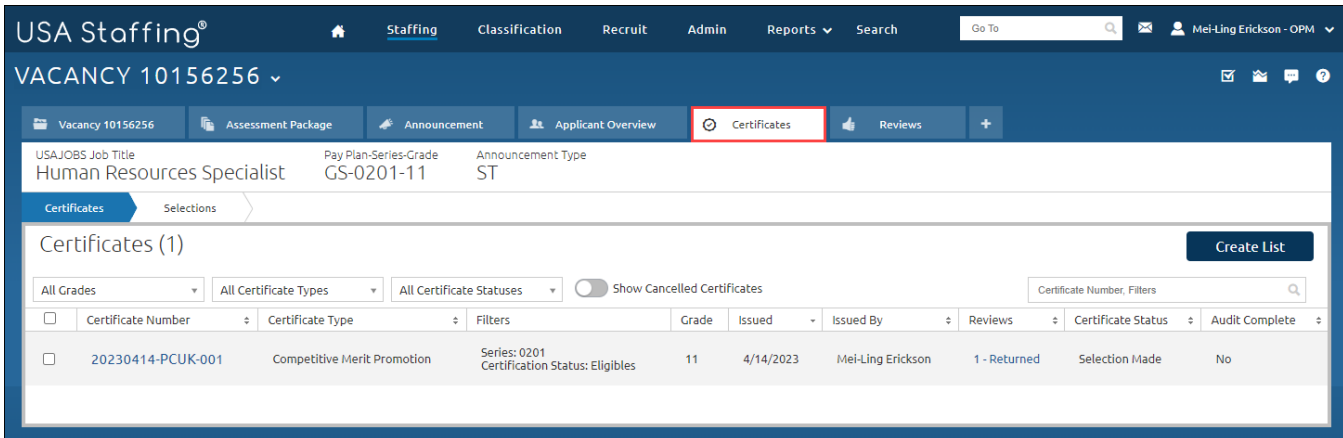 USA Staffing®
Staffing Classification Recruit Admin Reports Search Go To Mei-Ling Erickson - OPM
VACANCY 10156256
Vacancy 10156256 Assessment Package Announcement Applicant Overview Certificates Reviews +
USAJOBS Job Title Pay Plan-Series-Grade Announcement Type
Human Resources Specialist GS-0201-11 ST
Certificates Selections
Certificates (1)
Create List
All Grades All Certificate Types All Certificate Statuses Show Cancelled Certificates Certificate Number, Filters
Certificate Number Certificate Type Filters Grade Issued Issued By Reviews Certificate Status Audit Complete
20230414-PCUK-001 Competitive Merit Promotion Series: 0201 11 4/14/2023 Mei-Ling Erickson 1 - Returned Selection Made No
Certification Status: Eligibles